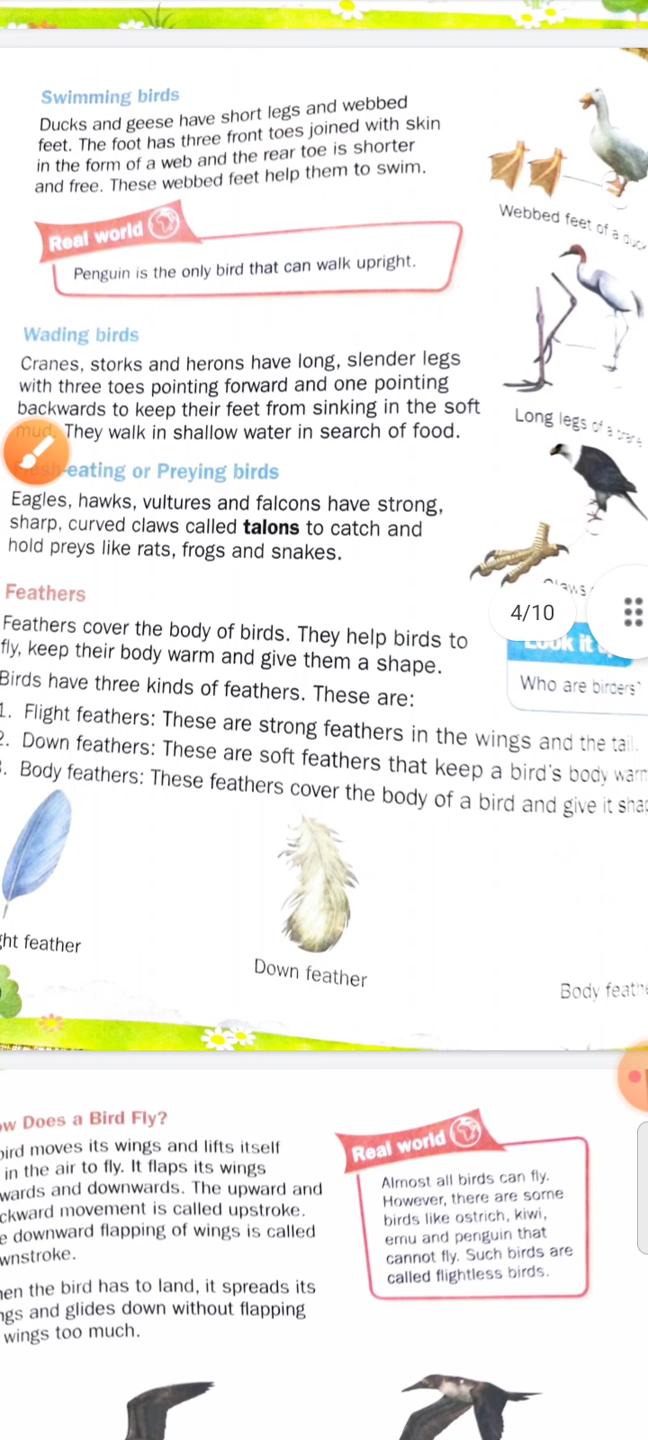 Swimming birds
Ducks and geese have short legs and webbed
feet. The foot has three front toes joined with skin
in the form of a web and the rear toe is shorter
and free. These webbed feet help them to swim.
Webbed feet of a duck
Real world
Penguin is the only bird that can walk upright.
Wading birds
Cranes, storks and herons have long, slender legs
with three toes pointing forward and one pointing
backwards to keep their feet from sinking in the soft
mud. They walk in shallow water in search of food.
Long legs of a crane
-eating or Preying birds
Eagles, hawks, vultures and falcons have strong,
sharp, curved claws called talons to catch and
hold preys like rats, frogs and snakes.
4/10
Feathers
Feathers cover the body of birds. They help birds to
fly, keep their body warm and give them a shape.
Look it
Who are birders?
Birds have three kinds of feathers. These are:
1. Flight feathers: These are strong feathers in the wings and the tail.
2. Down feathers: These are soft feathers that keep a bird's body warm
. Body feathers: These feathers cover the body of a bird and give it sha
ght feather
Down feather
Body feathe
ow Does a Bird Fly?
bird moves its wings and lifts itself
in the air to fly. It flaps its wings
wards and downwards. The upward and
ckward movement is called upstroke.
e downward flapping of wings is called
wnstroke.
en the bird has to land, it spreads its
ngs and glides down without flapping
wings too much.
Real world
Almost all birds can fly.
However, there are some
birds like ostrich, kiwi,
emu and penguin that
cannot fly. Such birds are
called flightless birds.